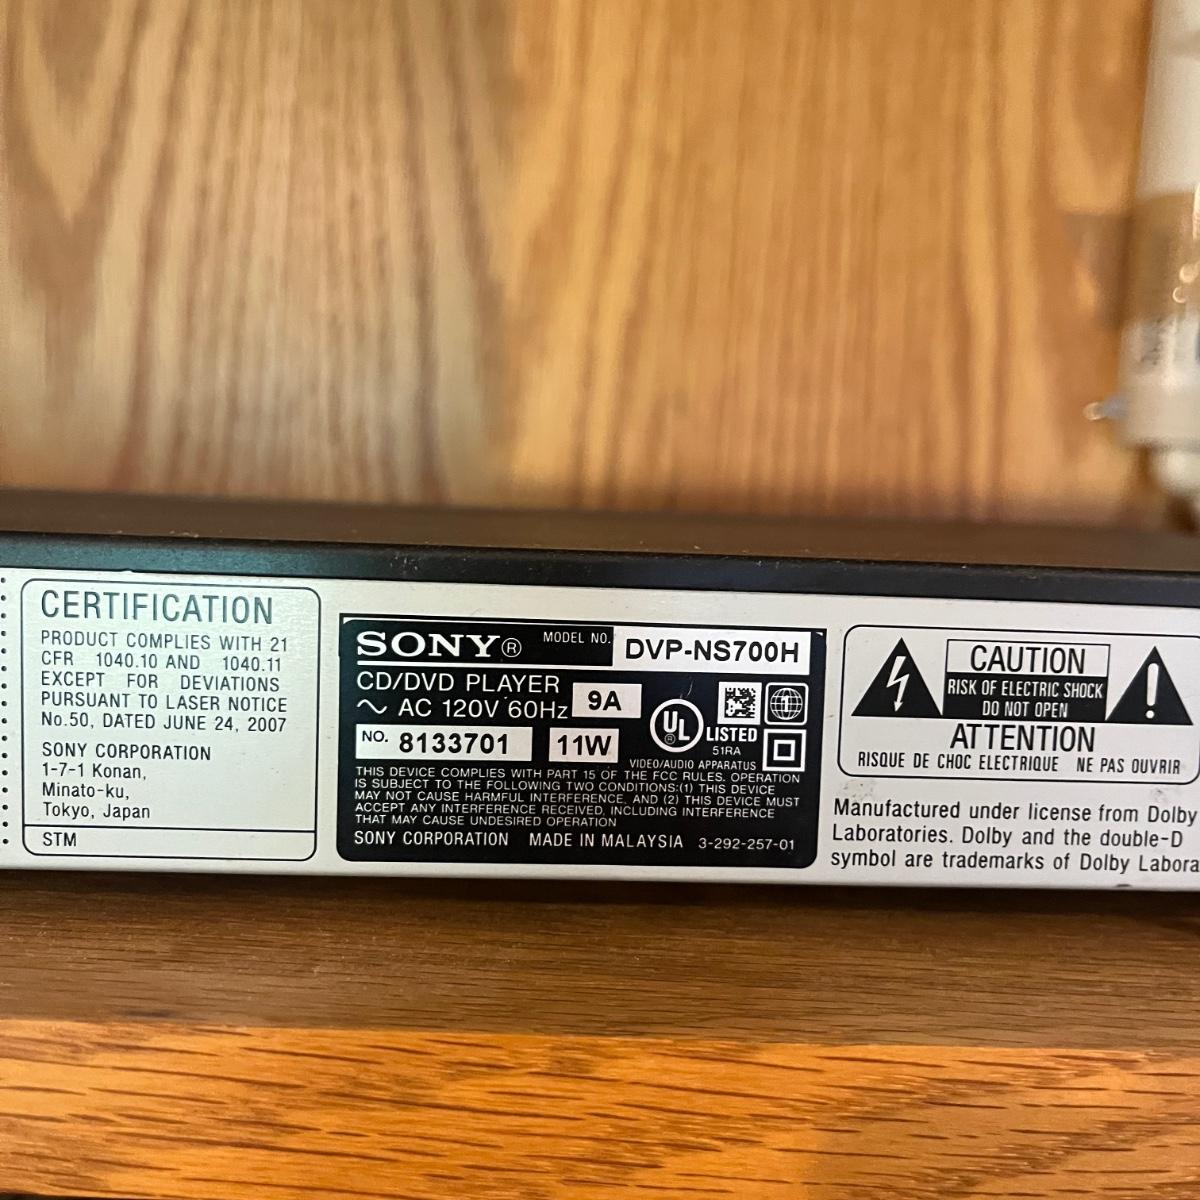 CERTIFICATION
PRODUCT COMPLIES WITH 21
CFR 1040.10 AND 1040.11
EXCEPT FOR DEVIATIONS
PURSUANT TO LASER NOTICE
No.50, DATED JUNE 24, 2007
SONY CORPORATION
1-7-1 Konan,
Minato-ku,
Tokyo, Japan
STM
SONY® MODEL NO. DVP-NS700H
CD/DVD PLAYER
∼ AC 120V 60Hz 9A
NO. 8133701 11W
UL® LISTED
51RA
VIDEO/AUDIO APPARATUS
THIS DEVICE COMPLIES WITH PART 15 OF THE FCC RULES. OPERATION
IS SUBJECT TO THE FOLLOWING TWO CONDITIONS:(1) THIS DEVICE
MAY NOT CAUSE HARMFUL INTERFERENCE, AND (2) THIS DEVICE MUST
ACCEPT ANY INTERFERENCE RECEIVED, INCLUDING INTERFERENCE
THAT MAY CAUSE UNDESIRED OPERATION
SONY CORPORATION MADE IN MALAYSIA 3-292-257-01
CAUTION
RISK OF ELECTRIC SHOCK
DO NOT OPEN
ATTENTION
RISQUE DE CHOC ELECTRIQUE NE PAS OUVRIR
Manufactured under license from Dolby
Laboratories. Dolby and the double-D
symbol are trademarks of Dolby Labora